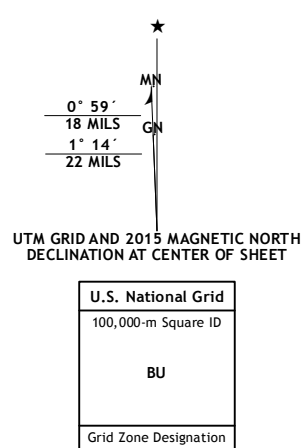 ★
MN
0° 59´
18 MILS
GN
1° 14´
22 MILS
UTM GRID AND 2015 MAGNETIC NORTH
DECLINATION AT CENTER OF SHEET
U.S. National Grid
100,000-m Square ID
BU
Grid Zone Designation